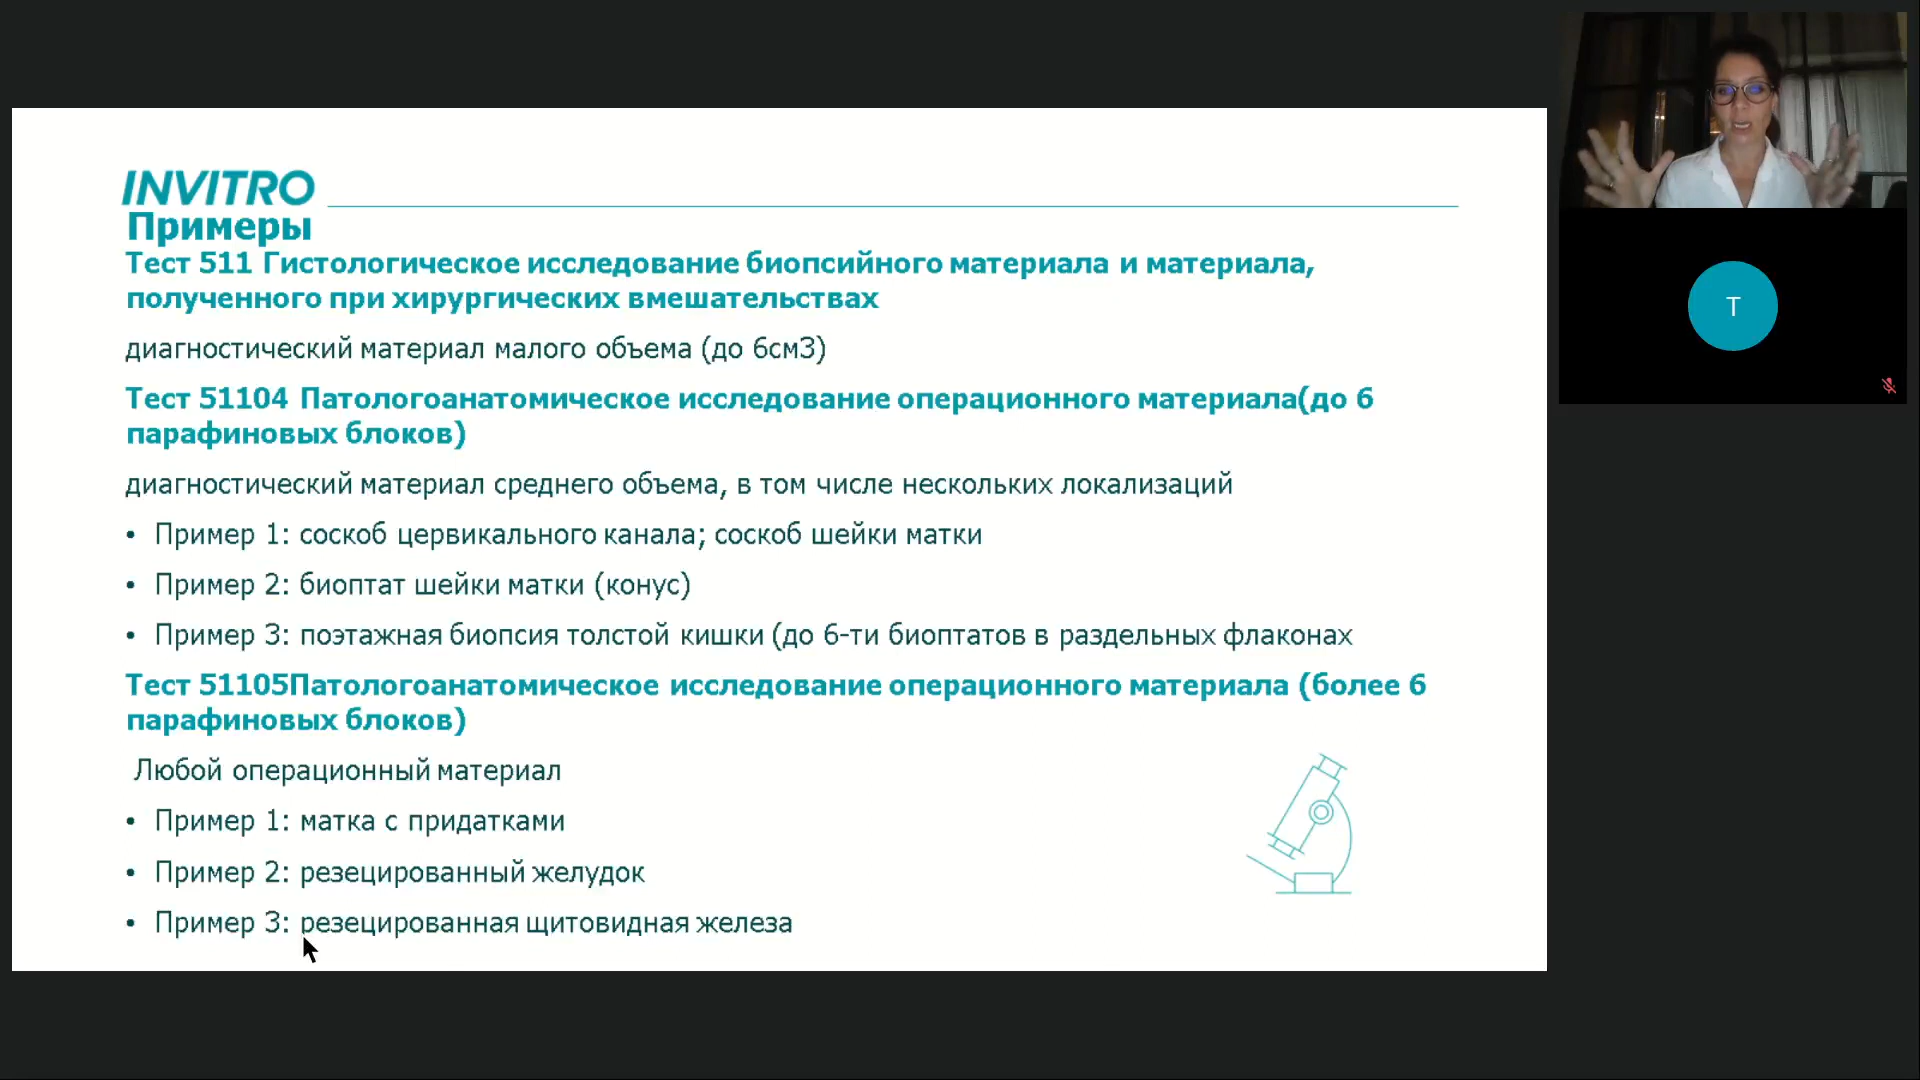 INVITRO
Примеры
Тест 511 Гистологическое исследование биопсийного материала и материала,
полученного при хирургических вмешательствах
диагностический материал малого объема (до 6см3)
Тест 51104 Патологоанатомическое исследование операционного материала(до 6
парафиновых блоков)
диагностический материал среднего объема, в том числе нескольких локализаций
• Пример 1: соскоб цервикального канала; соскоб шейки матки
• Пример 2: биоптат шейки матки (конус)
• Пример 3: поэтажная биопсия толстой кишки (до 6-ти биоптатов в раздельных флаконах
Тест 51105Патологоанатомическое исследование операционного материала (более 6
парафиновых блоков)
Любой операционный материал
• Пример 1: матка с придатками
• Пример 2: резецированный желудок
• Пример 3: резецированная щитовидная железа
T